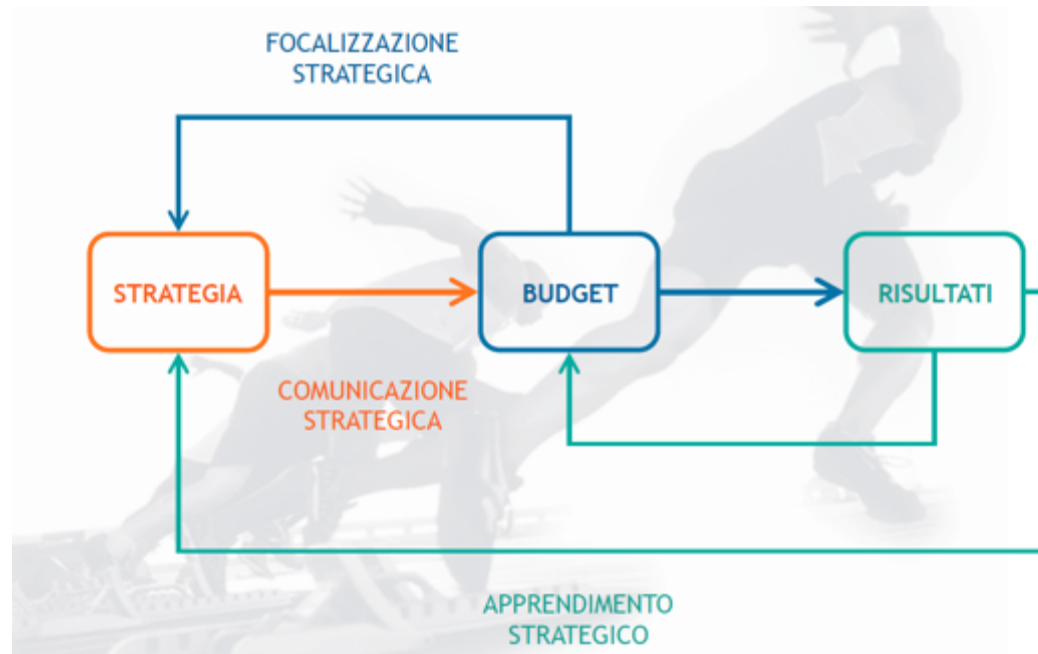 FOCALIZZAZIONE
STRATEGICA
STRATEGIA
BUDGET
RISULTATI
COMUNICAZIONE
STRATEGICA
APPRENDIMENTO
STRATEGICO